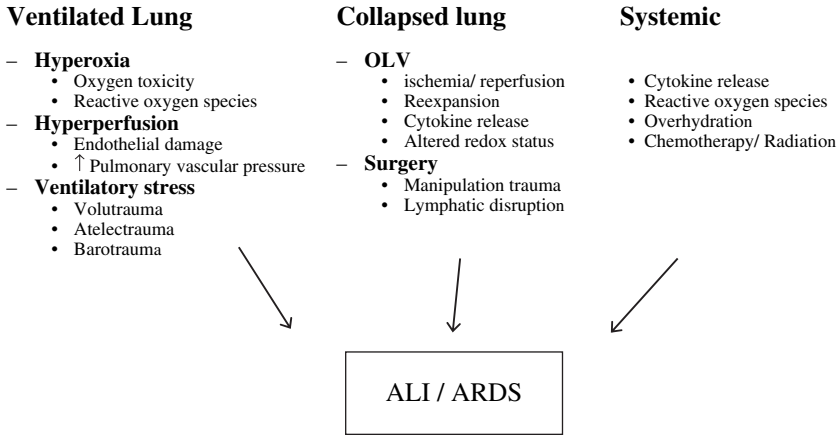 Ventilated Lung
– Hyperoxia
• Oxygen toxicity
• Reactive oxygen species
– Hyperperfusion
• Endothelial damage
• ↑ Pulmonary vascular pressure
– Ventilatory stress
• Volutrauma
• Atelectrauma
• Barotrauma
Collapsed lung
– OLV
• ischemia/ reperfusion
• Reexpansion
• Cytokine release
• Altered redox status
– Surgery
• Manipulation trauma
• Lymphatic disruption
Systemic
• Cytokine release
• Reactive oxygen species
• Overhydration
• Chemotherapy/ Radiation
ALI / ARDS